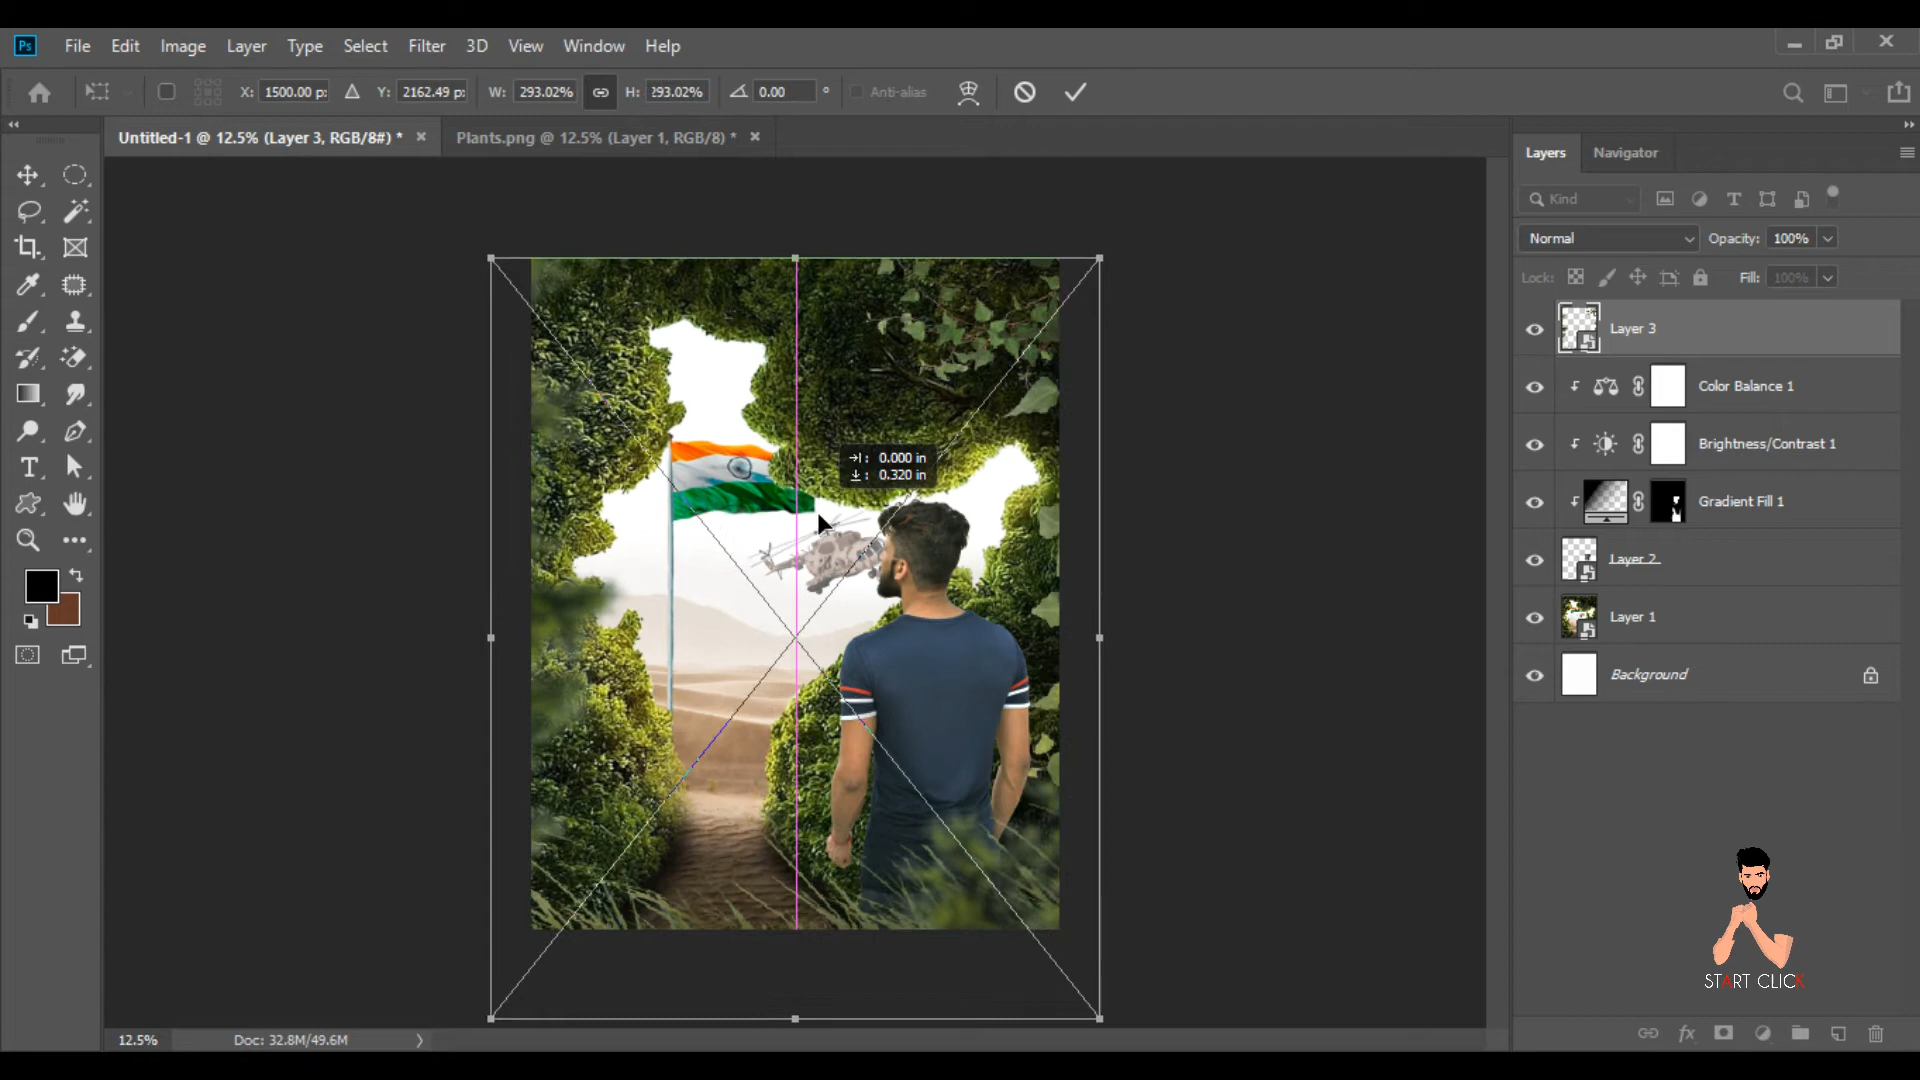 Ps File Edit Image Layer Type Select Filter 3D View Window Help
X: 1500.00 p: Y: 2162.49 p: W: 293.02% H: 293.02% 0.00 ° Anti-alias
Untitled-1 @ 12.5% (Layer 3, RGB/8#) * × Plants.png @ 12.5% (Layer 1, RGB/8) * ×
Layers Navigator
Kind
Normal Opacity: 100%
Lock: Fill: 100%
Layer 3
Color Balance 1
Brightness/Contrast 1
Gradient Fill 1
Layer 2
Layer 1
Background
: 0.000 in
: 0.320 in
START CLICK
12.5% Doc: 32.8M/49.6M